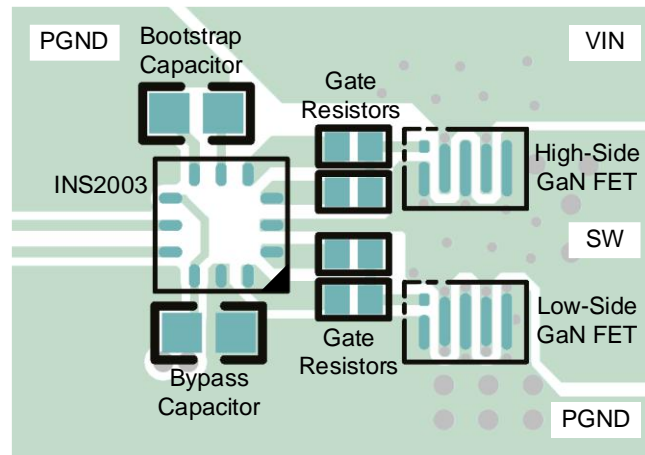 PGND
Bootstrap
Capacitor
VIN
Gate
Resistors
INS2003
High-Side
GaN FET
SW
Low-Side
GaN FET
Gate
Resistors
Bypass
Capacitor
PGND